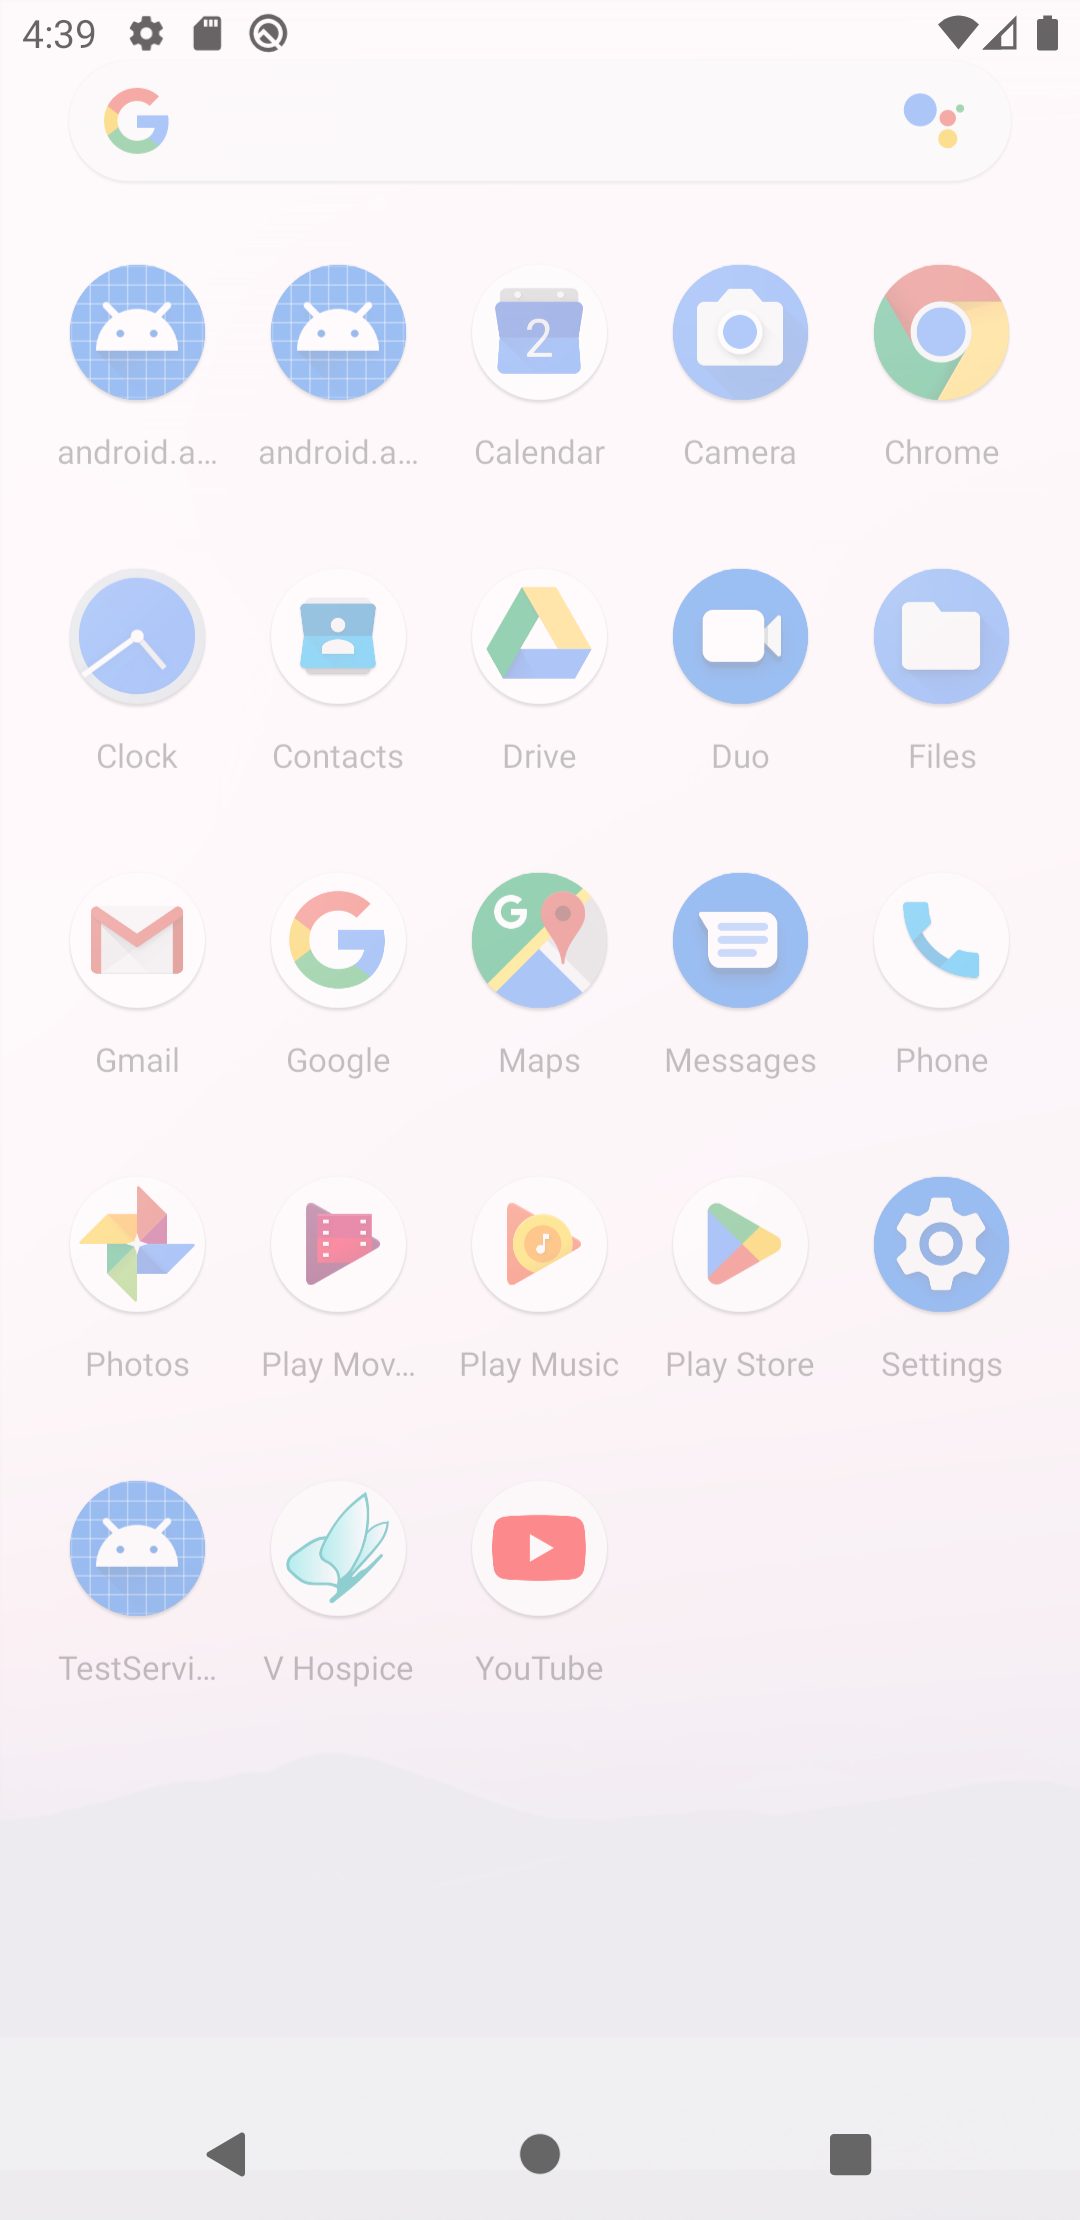 4:39
android.a... android.a... Calendar Camera Chrome
2
Clock Contacts Drive Duo Files
Gmail Google Maps Messages Phone
Photos Play Mov... Play Music Play Store Settings
TestServi... V Hospice YouTube